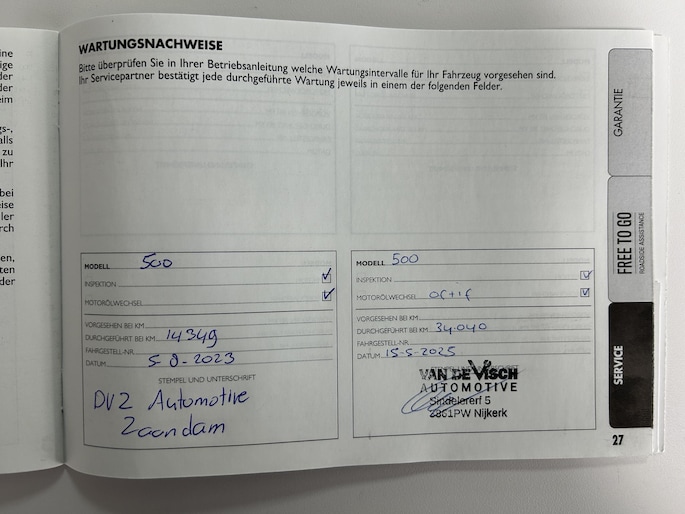 WARTUNGSNACHWEISE
Bitte überprüfen Sie in Ihrer Betriebsanleitung welche Wartungsintervalle für Ihr Fahrzeug vorgesehen sind.
Ihr Servicepartner bestätigt jede durchgeführte Wartung jeweils in einem der folgenden Felder.
MODELL 500
INSPEKTION
MOTORÖLWECHSEL
VORGESEHEN BEI KM
DURCHGEFÜHRT BEI KM 14349
FAHRGESTELL-NR.
DATUM 5-8-2023
STEMPEL UND UNTERSCHRIFT
DVZ Automotive
Zaandam
MODELL 500
INSPEKTION
MOTORÖLWECHSEL
VORGESEHEN BEI KM
DURCHGEFÜHRT BEI KM 34.040
FAHRGESTELL-NR.
DATUM 15-5-2025
VAN DE VISCH
AUTOMOTIVE
5
PW Nijkerk
GARANTIE
FREE TO GO
ROADSIDE ASSISTANCE
SERVICE
27